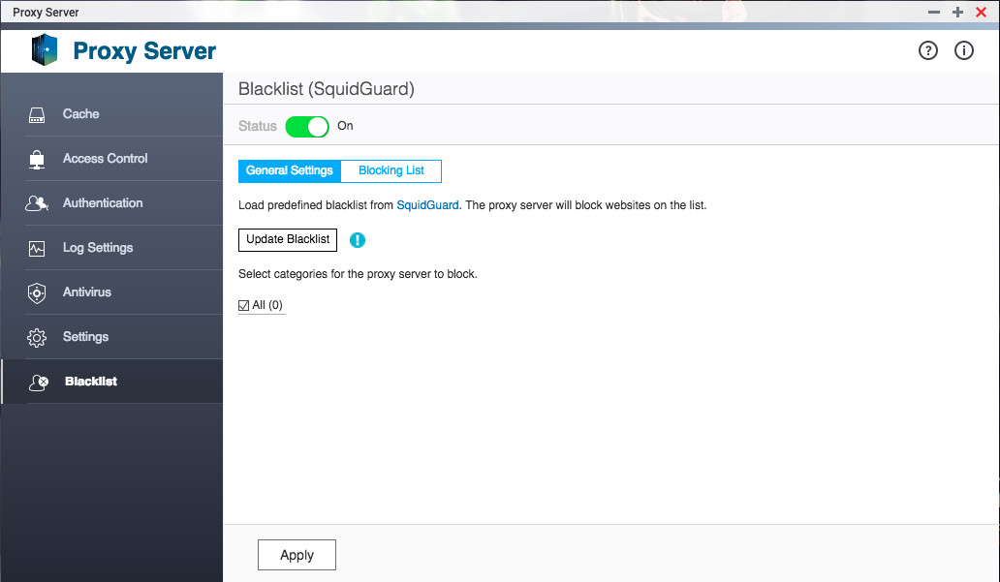 Proxy Server
Proxy Server
Cache
Access Control
Authentication
Log Settings
Antivirus
Settings
Blacklist
Blacklist (SquidGuard)
Status On
General Settings Blocking List
Load predefined blacklist from SquidGuard. The proxy server will block websites on the list.
Update Blacklist
Select categories for the proxy server to block.
All (0)
Apply